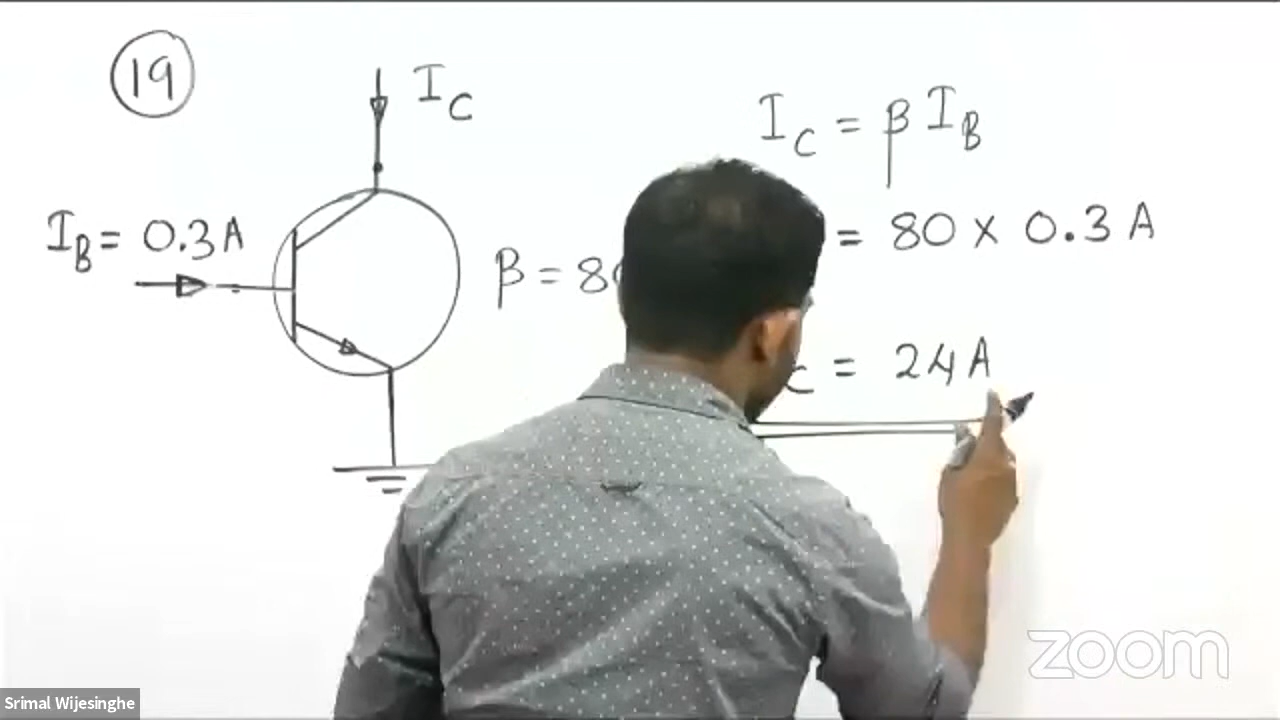 19
I_C
I_B = 0.3A
β = 8
I_C = β I_B
= 80 × 0.3 A
C = 24A
zoom
Srimal Wijesinghe